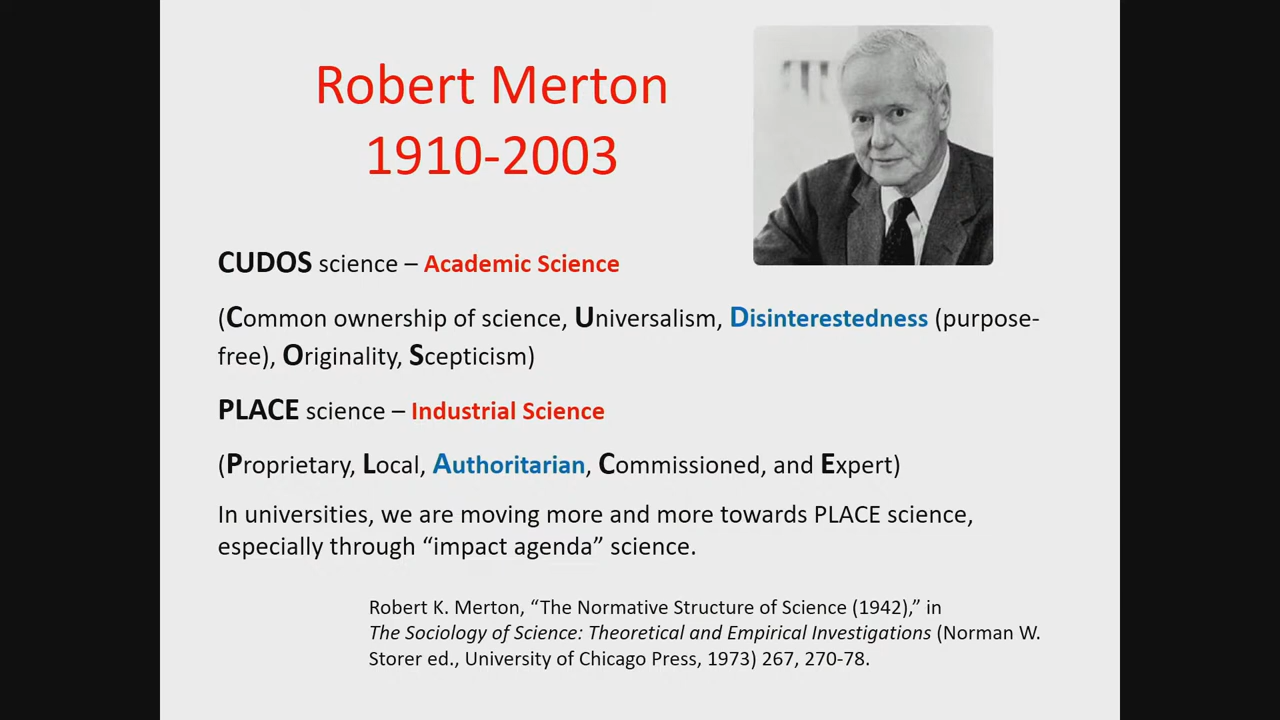 Robert Merton
1910-2003
CUDOS science – Academic Science
(Common ownership of science, Universalism, Disinterestedness (purpose-
free), Originality, Scepticism)
PLACE science – Industrial Science
(Proprietary, Local, Authoritarian, Commissioned, and Expert)
In universities, we are moving more and more towards PLACE science,
especially through “impact agenda” science.
Robert K. Merton, “The Normative Structure of Science (1942),” in
The Sociology of Science: Theoretical and Empirical Investigations (Norman W.
Storer ed., University of Chicago Press, 1973) 267, 270-78.